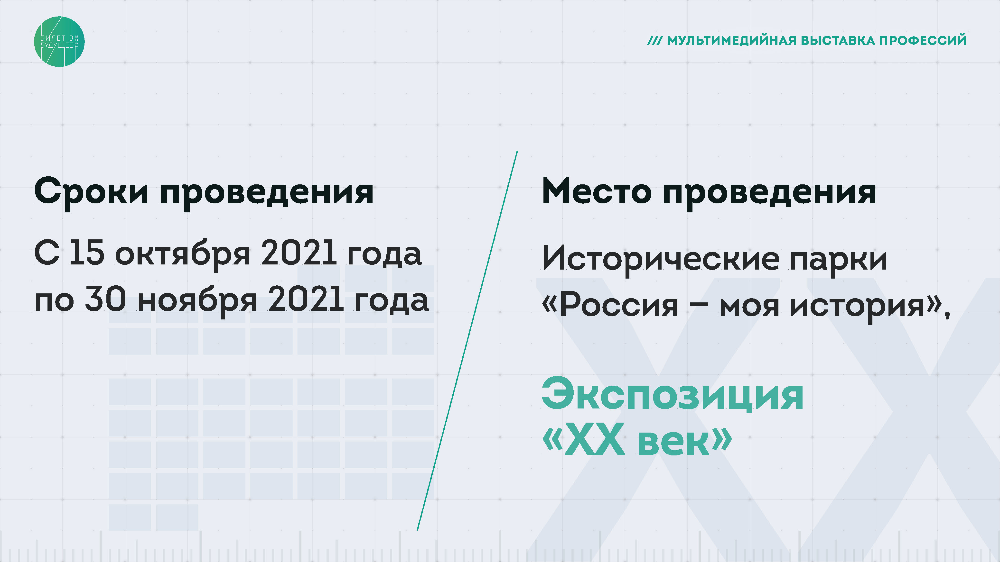 БИЛЕТ В
БУДУЩЕЕ
ТВОЕ
/// МУЛЬТИМЕДИЙНАЯ ВЫСТАВКА ПРОФЕССИЙ
Сроки проведения
С 15 октября 2021 года
по 30 ноября 2021 года
Место проведения
Исторические парки
«Россия – моя история»,
Экспозиция
«XX век»
XX